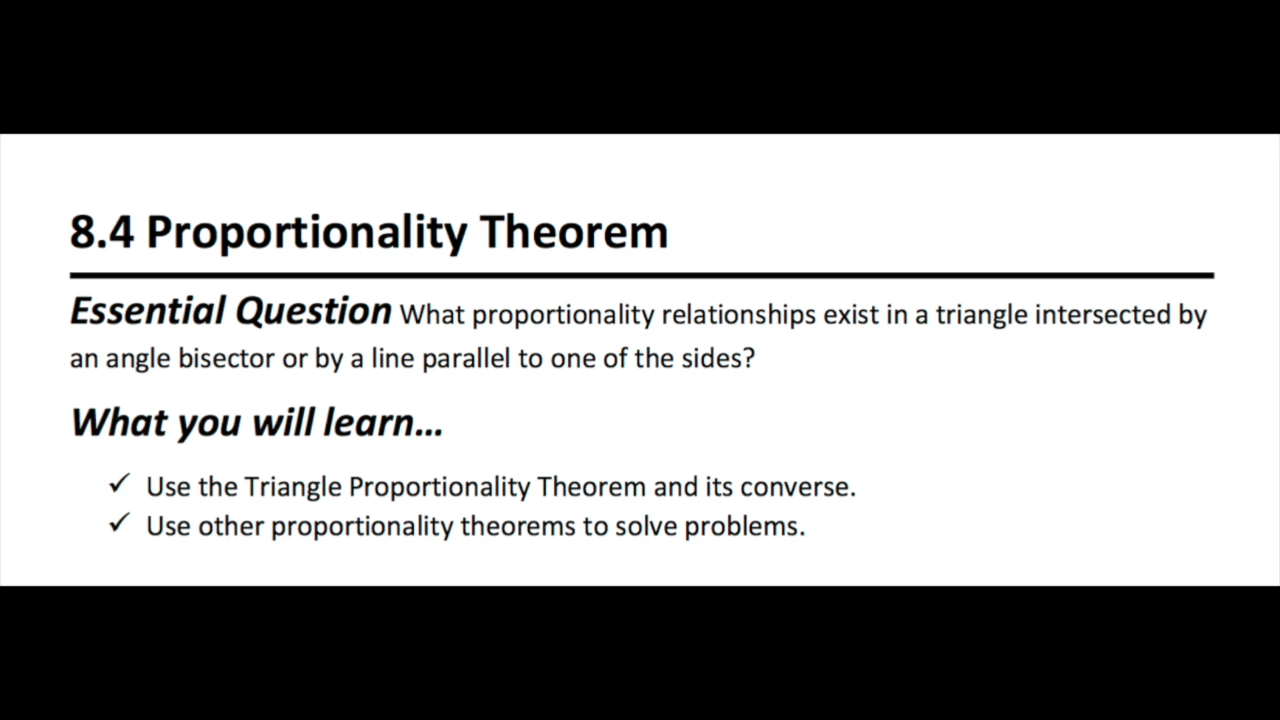 8.4 Proportionality Theorem
Essential Question What proportionality relationships exist in a triangle intersected by
an angle bisector or by a line parallel to one of the sides?
What you will learn...
✓ Use the Triangle Proportionality Theorem and its converse.
✓ Use other proportionality theorems to solve problems.